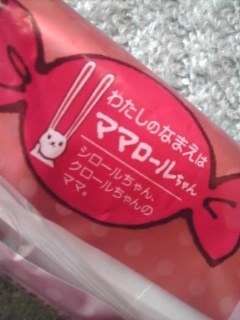 わたしのなまえは
ママロールちゃん
シロールちゃん、
クロールちゃんの
ママ。